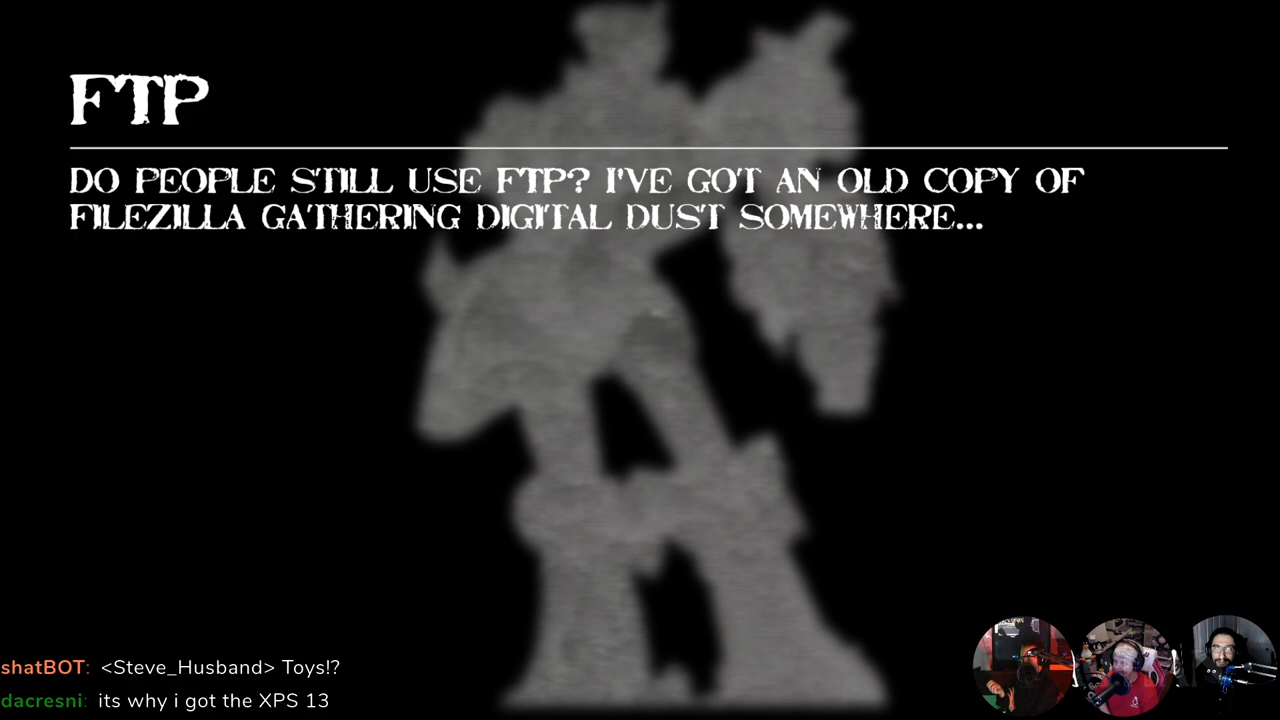 FTP
DO PEOPLE STILL USE FTP? I'VE GOT AN OLD COPY OF
FILEZILLA GATHERING DIGITAL DUST SOMEWHERE...
shatBOT: <Steve_Husband> Toys!?
dacresni: its why i got the XPS 13